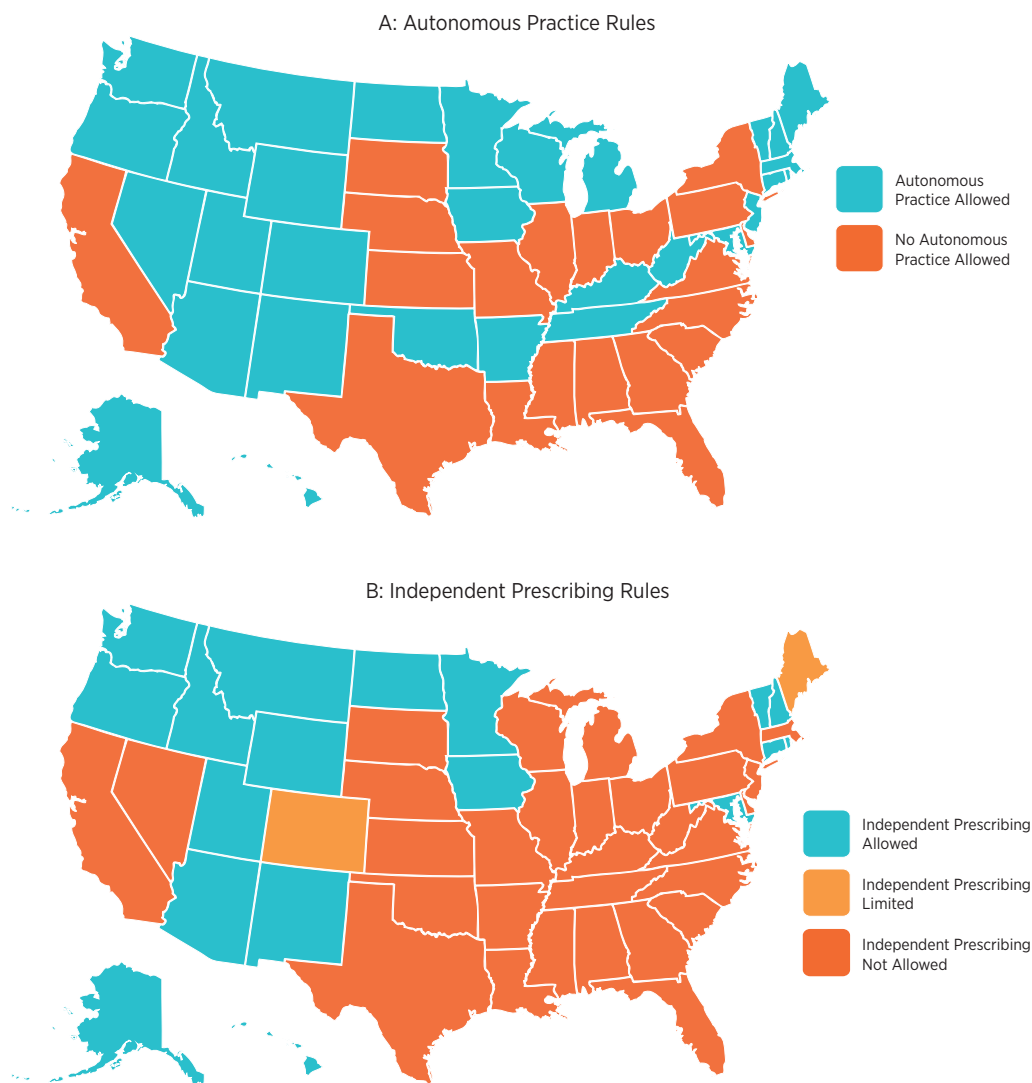 A: Autonomous Practice Rules
Autonomous
Practice Allowed
No Autonomous
Practice Allowed
B: Independent Prescribing Rules
Independent Prescribing
Allowed
Independent Prescribing
Limited
Independent Prescribing
Not Allowed